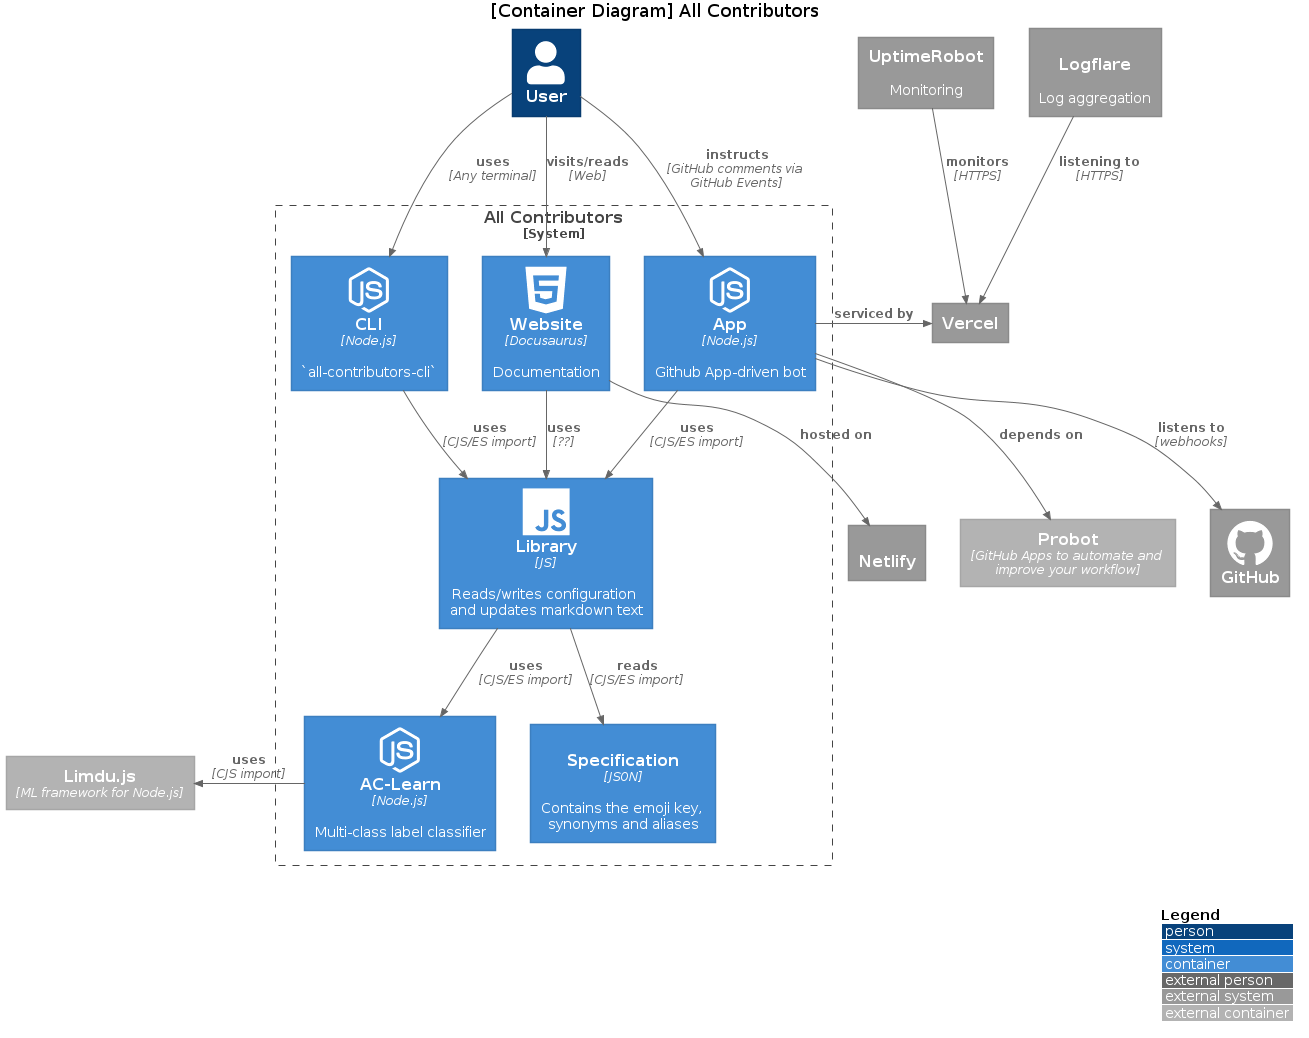 [Container Diagram] All Contributors
User
UptimeRobot
Monitoring
Logflare
Log aggregation
uses
[Any terminal]
visits/reads
[Web]
instructs
[GitHub comments via
GitHub Events]
monitors
[HTTPS]
listening to
[HTTPS]
All Contributors
[System]
CLI
[Node.js]
`all-contributors-cli`
Website
[Docusaurus]
Documentation
App
[Node.js]
Github App-driven bot
serviced by
Vercel
uses
[CJS/ES import]
uses
[??]
uses
[CJS/ES import]
hosted on
depends on
listens to
[webhooks]
JS
Library
[JS]
Reads/writes configuration
and updates markdown text
Netlify
Probot
[GitHub Apps to automate and
improve your workflow]
GitHub
uses
[CJS/ES import]
reads
[CJS/ES import]
Limdu.js
[ML framework for Node.js]
uses
[CJS import]
AC-Learn
[Node.js]
Multi-class label classifier
Specification
[JSON]
Contains the emoji key,
synonyms and aliases
Legend
person
system
container
external person
external system
external container